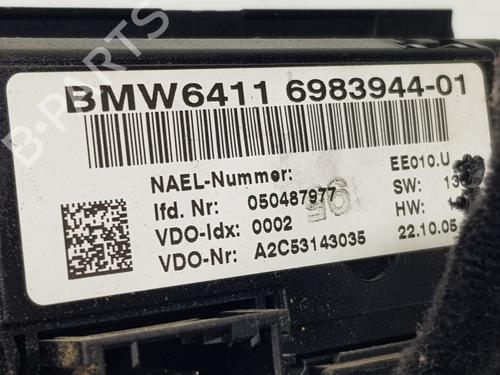 BMW6411 6983944-01
NAEL-Nummer: EE010.U
lfd. Nr: 050487977 SW: 13
VDO-Idx: 0002 HW:
VDO-Nr: A2C53143035 22.10.05
B-PARTS